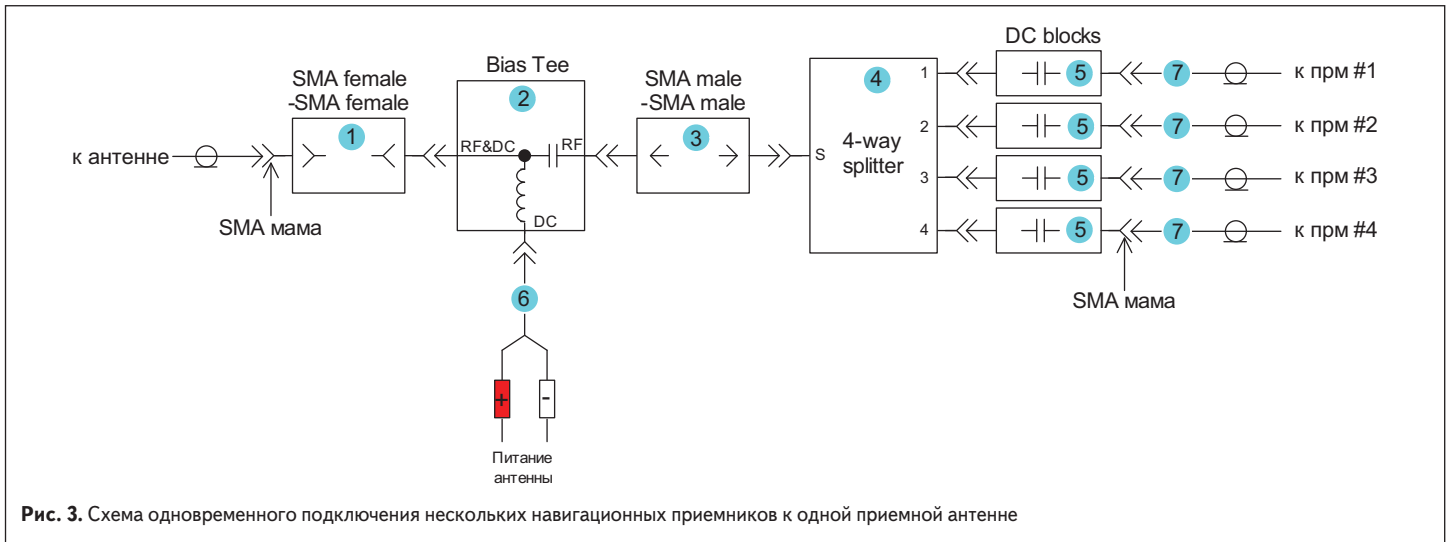 DC blocks
Bias Tee
SMA female
-SMA female
SMA male
-SMA male
1
2
3
4
S
4-way
splitter
1
2
3
4
5
5
5
5
7
7
7
7
к прм #1
к прм #2
к прм #3
к прм #4
к антенне
RF&DC
RF
DC
SMA мама
SMA мама
6
+
-
Питание
антенны
Рис. 3. Схема одновременного подключения нескольких навигационных приемников к одной приемной антенне